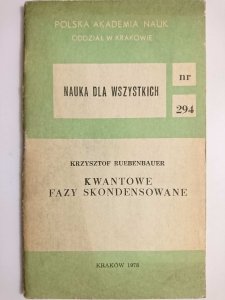 POLSKA AKADEMIA NAUK
ODDZIAŁ W KRAKOWIE
NAUKA DLA WSZYSTKICH
nr
294
KRZYSZTOF RUEBENBAUER
KWANTOWE
FAZY SKONDENSOWANE
KRAKÓW 1978